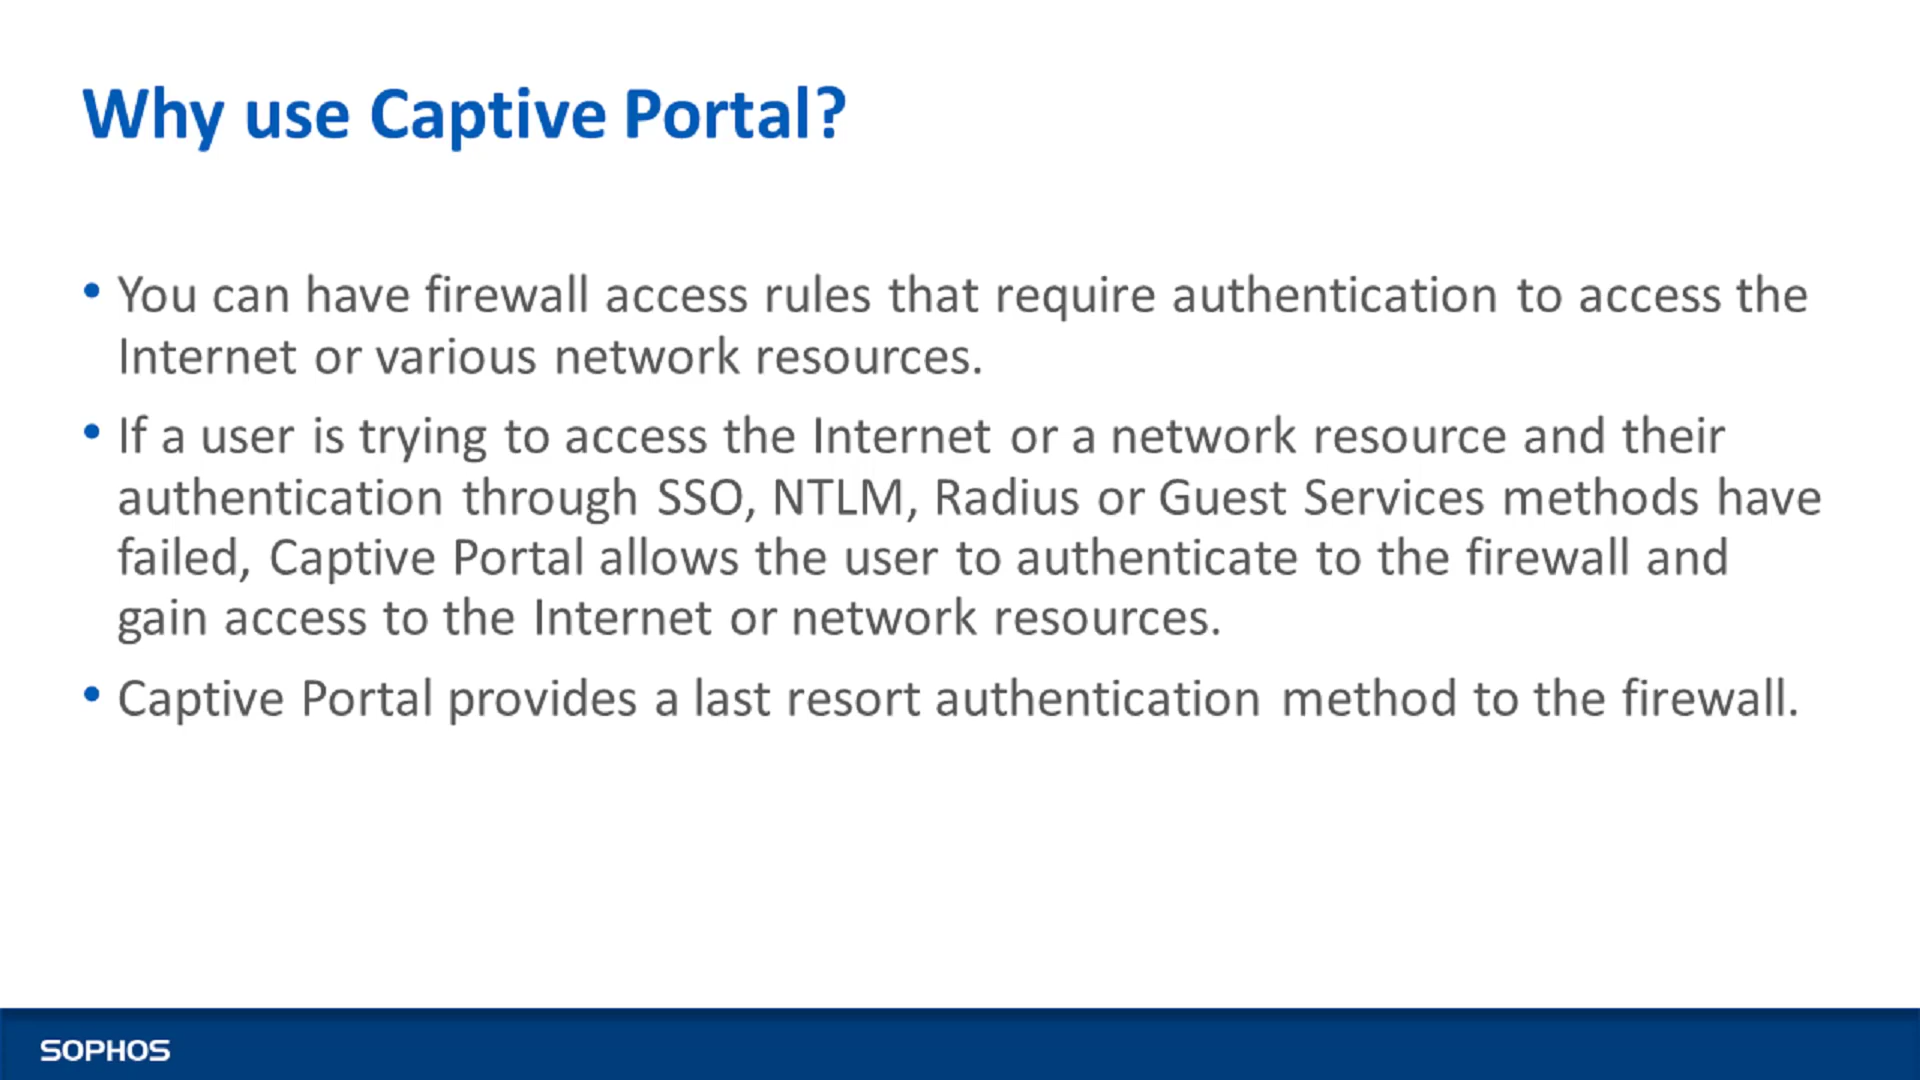 Why use Captive Portal?
• You can have firewall access rules that require authentication to access the
Internet or various network resources.
• If a user is trying to access the Internet or a network resource and their
authentication through SSO, NTLM, Radius or Guest Services methods have
failed, Captive Portal allows the user to authenticate to the firewall and
gain access to the Internet or network resources.
• Captive Portal provides a last resort authentication method to the firewall.
SOPHOS